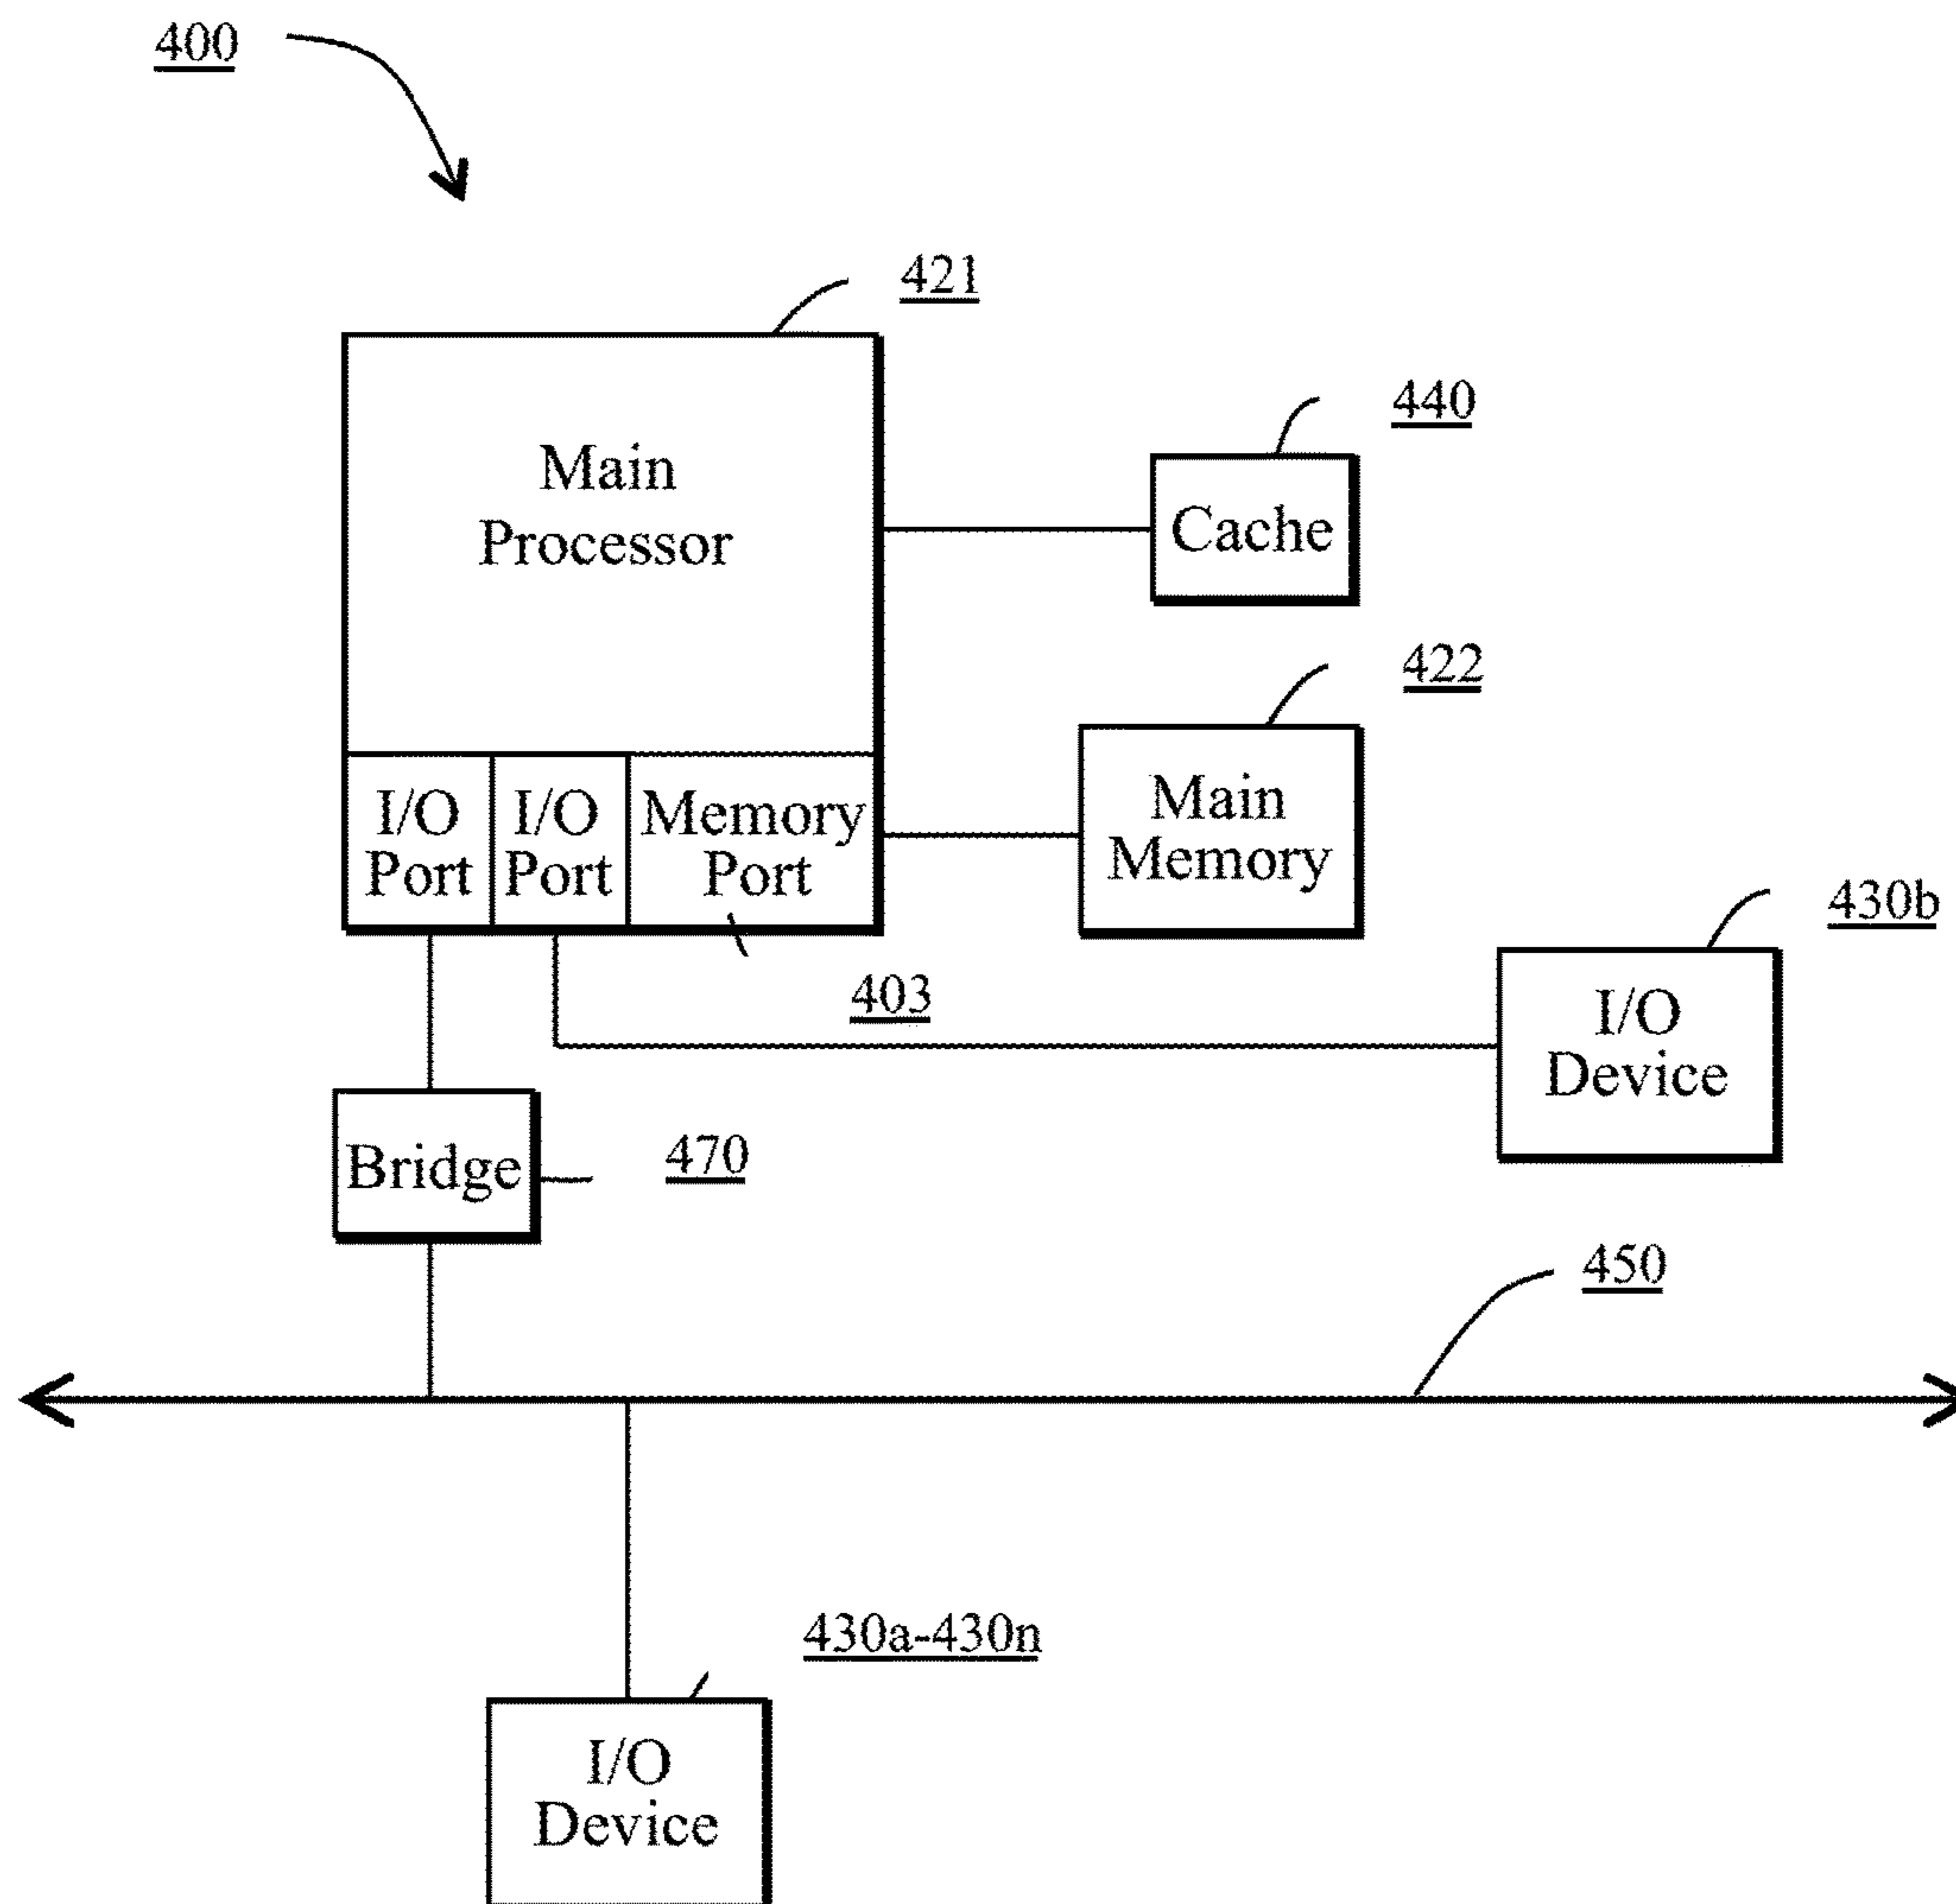 400
421
Main
Processor
440
Cache
422
Main
Memory
I/O
Port
I/O
Port
Memory
Port
403
430b
I/O
Device
Bridge
470
450
430a-430n
I/O
Device